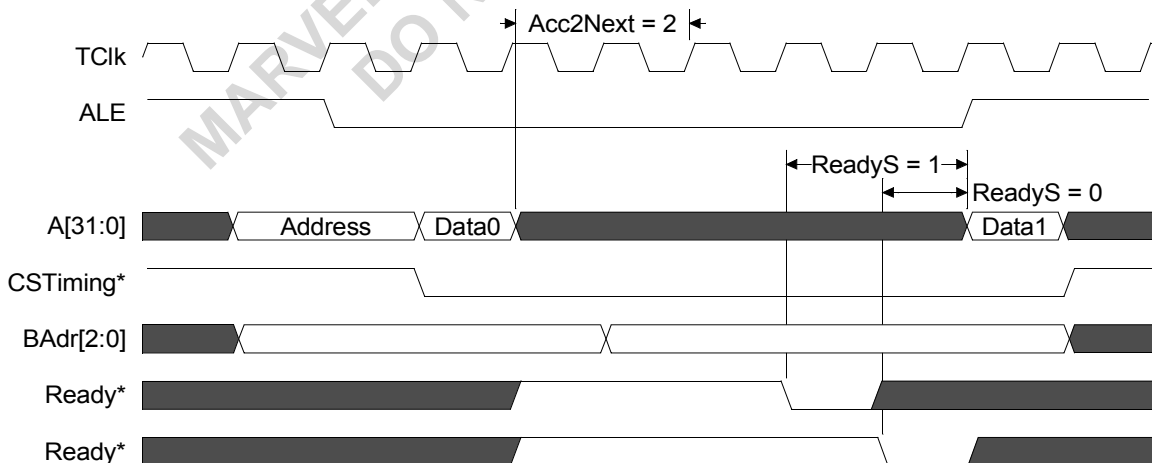 Acc2Next = 2
TClk
ALE
ReadyS = 1
ReadyS = 0
A[31:0]
Address
Data0
Data1
CSTiming*
BAdr[2:0]
Ready*
Ready*